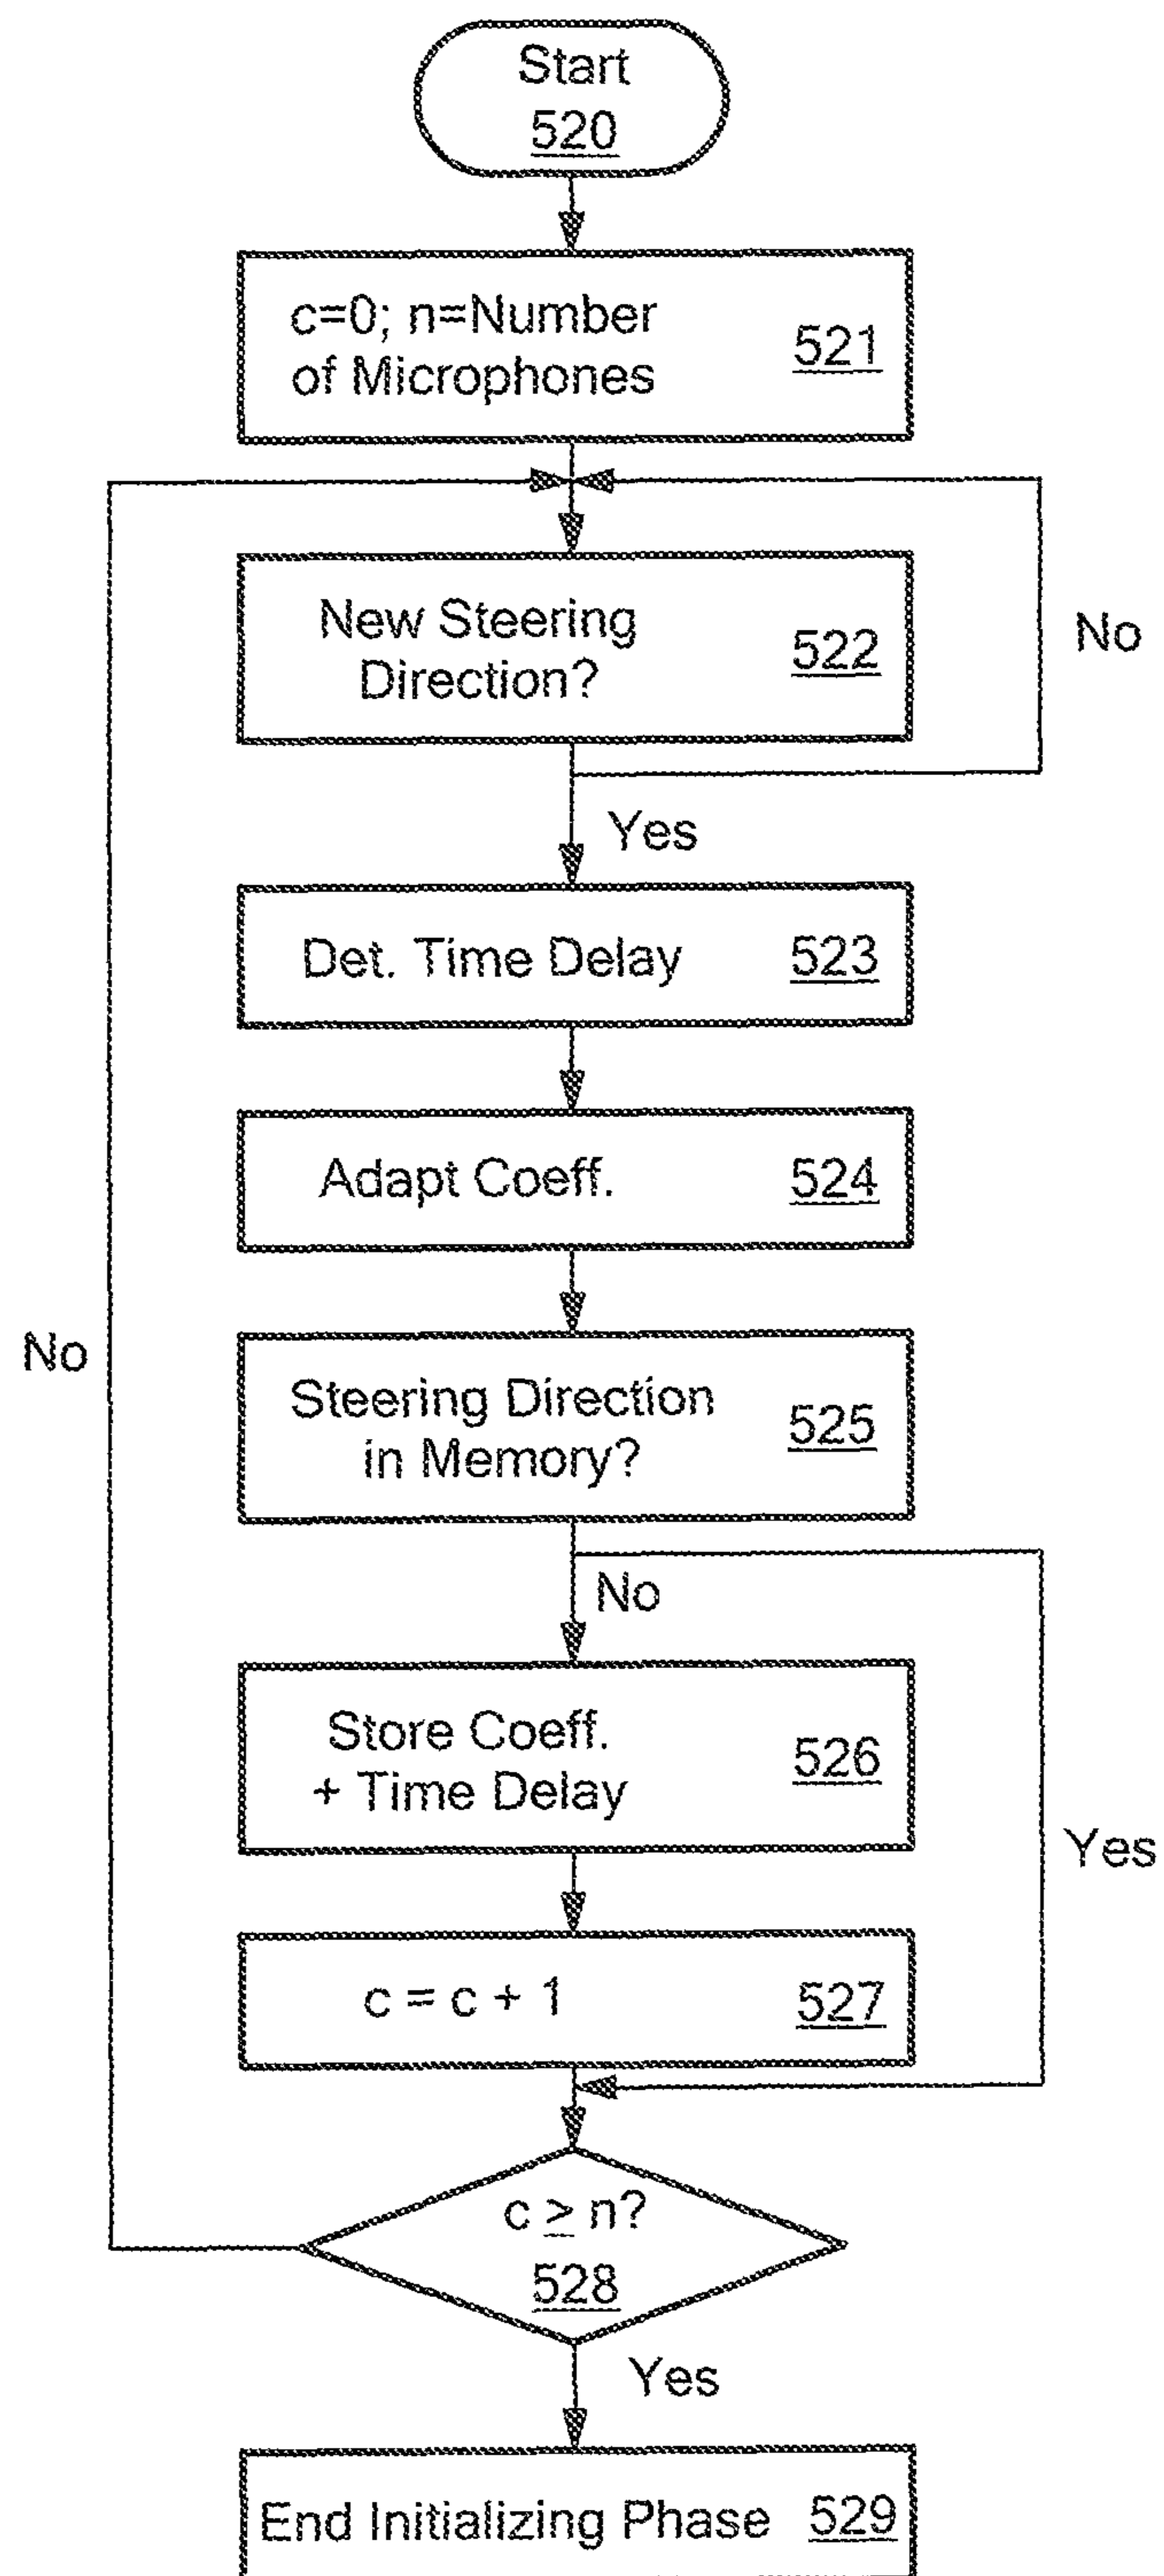 Start
520
c=0; n=Number
of Microphones
521
New Steering
Direction?
522
No
Yes
Det. Time Delay 523
Adapt Coeff. 524
No
Steering Direction
in Memory?
525
No
Store Coeff.
+ Time Delay
526
Yes
c = c + 1 527
c ≥ n?
528
Yes
End Initializing Phase 529